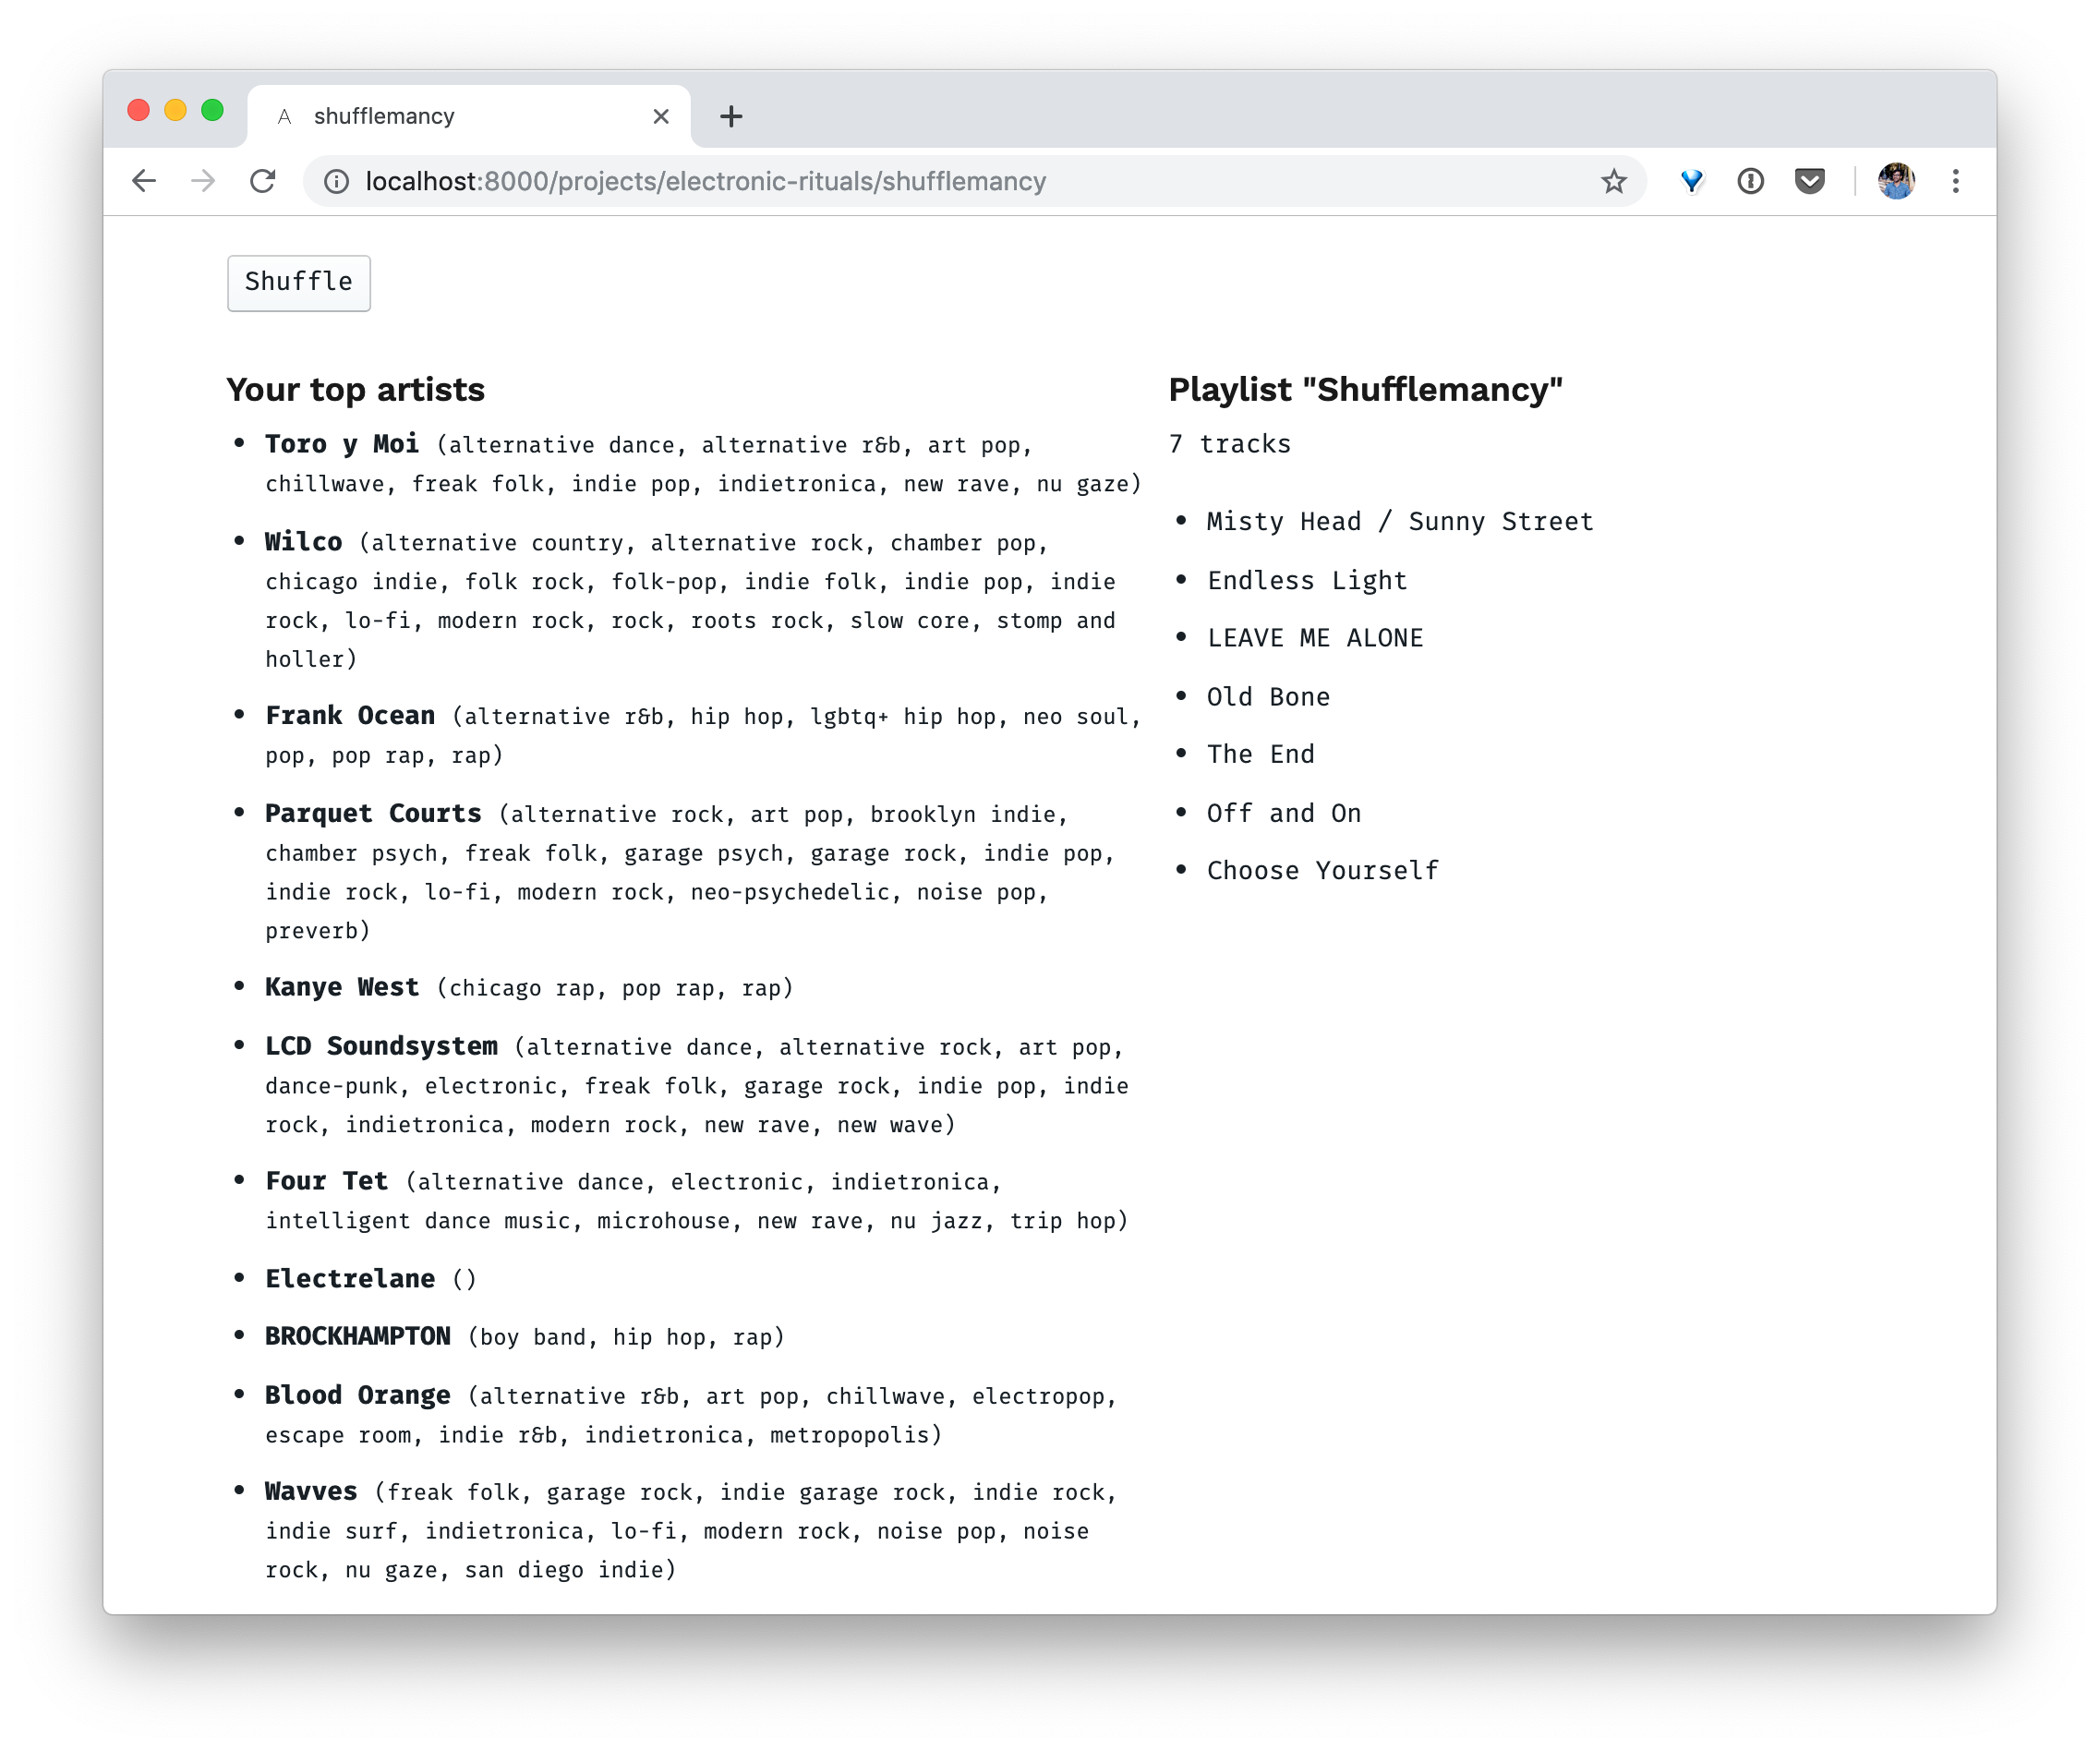 A shufflemancy
localhost:8000/projects/electronic-rituals/shufflemancy
Shuffle
Your top artists
• Toro y Moi (alternative dance, alternative r&b, art pop,
chillwave, freak folk, indie pop, indietronica, new rave, nu gaze)
• Wilco (alternative country, alternative rock, chamber pop,
chicago indie, folk rock, folk-pop, indie folk, indie pop, indie
rock, lo-fi, modern rock, rock, roots rock, slow core, stomp and
holler)
• Frank Ocean (alternative r&b, hip hop, lgbtq+ hip hop, neo soul,
pop, pop rap, rap)
• Parquet Courts (alternative rock, art pop, brooklyn indie,
chamber psych, freak folk, garage psych, garage rock, indie pop,
indie rock, lo-fi, modern rock, neo-psychedelic, noise pop,
preverb)
• Kanye West (chicago rap, pop rap, rap)
• LCD Soundsystem (alternative dance, alternative rock, art pop,
dance-punk, electronic, freak folk, garage rock, indie pop, indie
rock, indietronica, modern rock, new rave, new wave)
• Four Tet (alternative dance, electronic, indietronica,
intelligent dance music, microhouse, new rave, nu jazz, trip hop)
• Electrelane ()
• BROCKHAMPTON (boy band, hip hop, rap)
• Blood Orange (alternative r&b, art pop, chillwave, electropop,
escape room, indie r&b, indietronica, metropopolis)
• Wavves (freak folk, garage rock, indie garage rock, indie rock,
indie surf, indietronica, lo-fi, modern rock, noise pop, noise
rock, nu gaze, san diego indie)
Playlist "Shufflemancy"
7 tracks
• Misty Head / Sunny Street
• Endless Light
• LEAVE ME ALONE
• Old Bone
• The End
• Off and On
• Choose Yourself